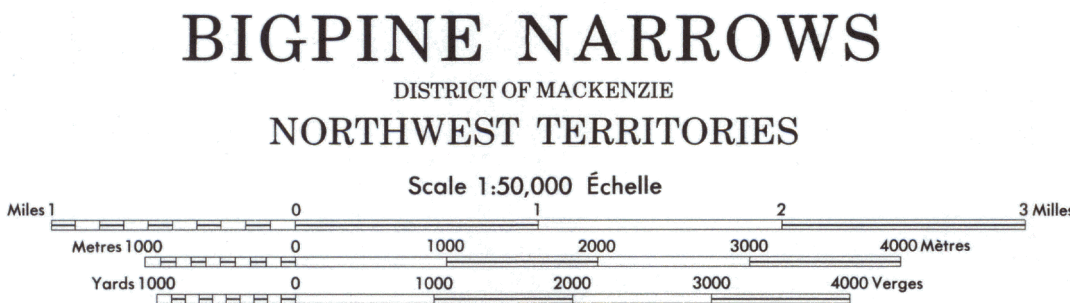 BIGPINE NARROWS
DISTRICT OF MACKENZIE
NORTHWEST TERRITORIES
Scale 1:50,000 Échelle
Miles 1 0 1 2 3 Milles
Metres 1000 0 1000 2000 3000 4000 Mètres
Yards 1000 0 1000 2000 3000 4000 Verges